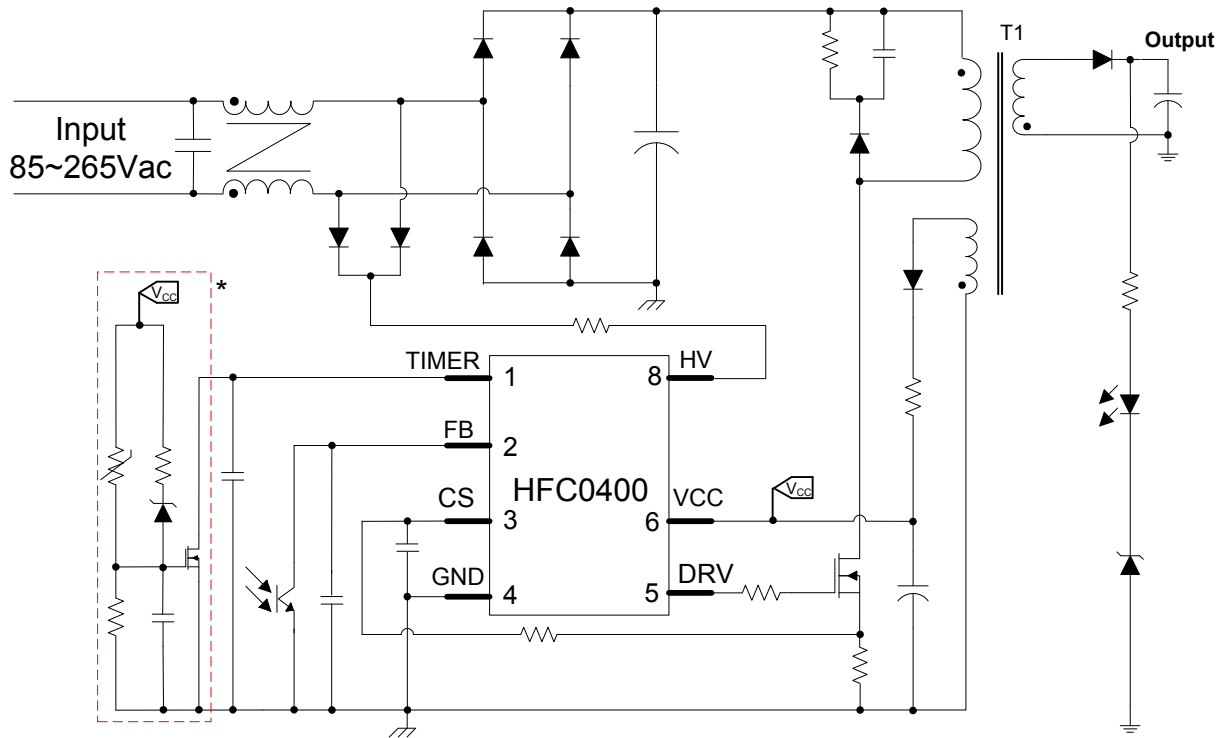 T1
Output
Input
85~265Vac
*
VCC
TIMER
HV
1
8
FB
2
HFC0400
CS
VCC
VCC
3
6
GND
DRV
4
5